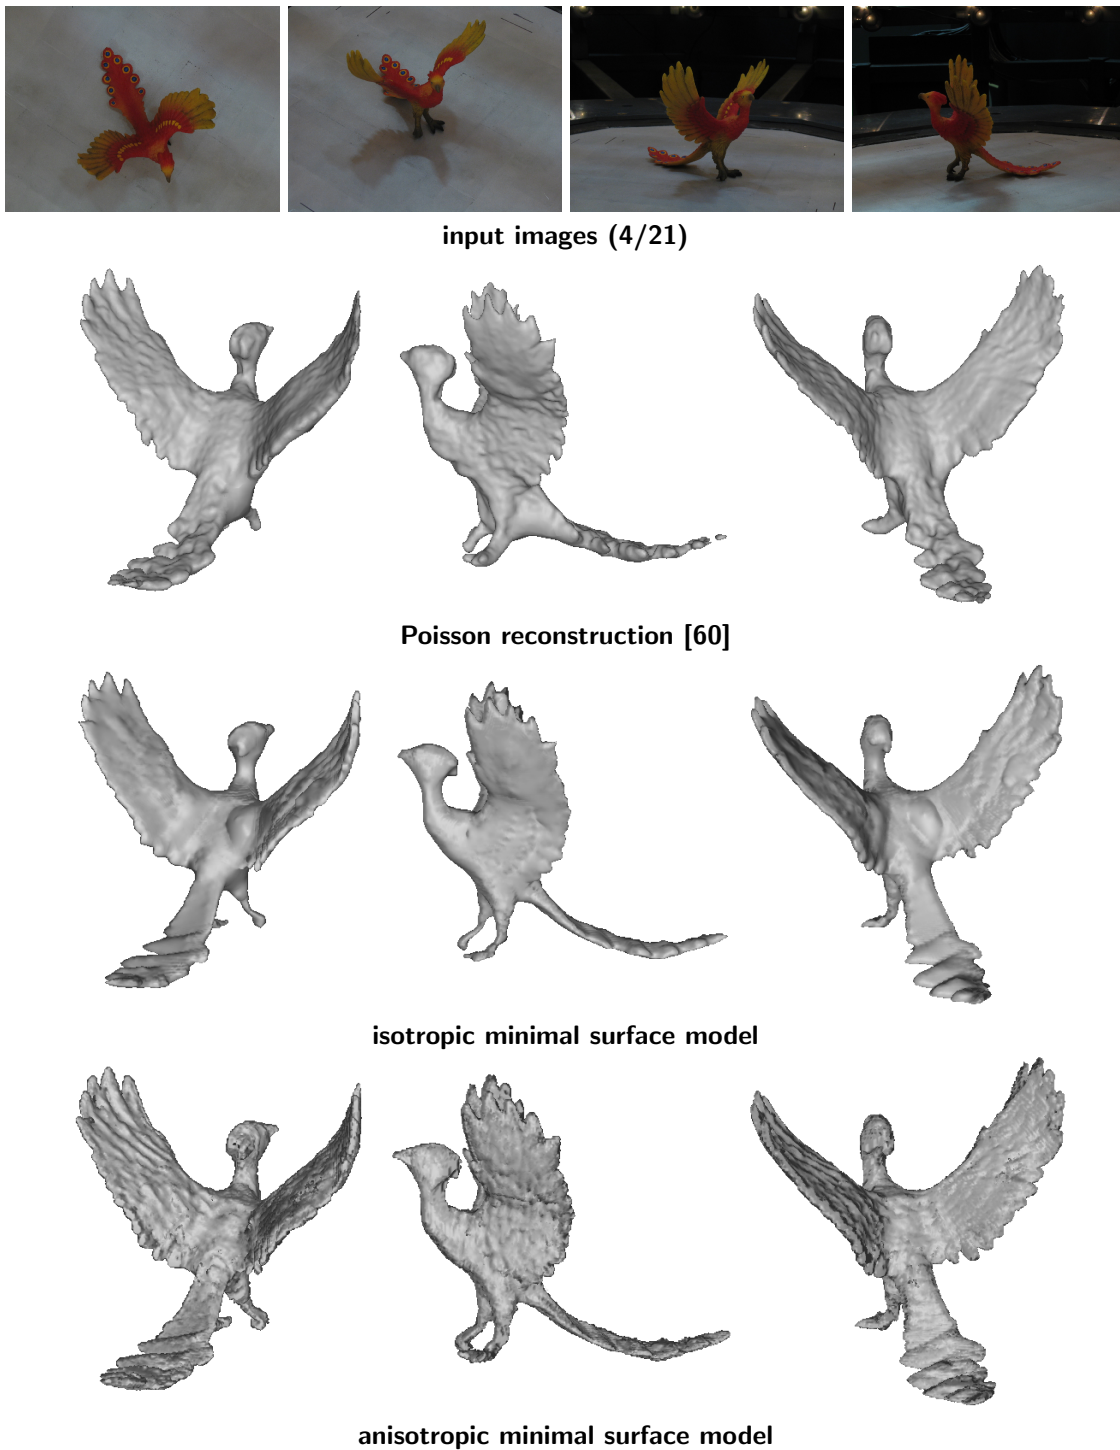 input images (4/21)
Poisson reconstruction [60]
isotropic minimal surface model
anisotropic minimal surface model